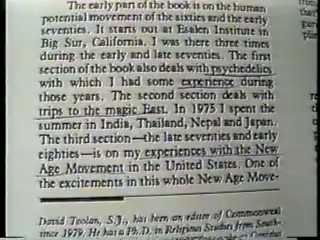 The early part of the book is on the human
potential movement of the sixties and the early
seventies. It starts out at Esalen Institute in
Big Sur, California. I was there three times
during the early and late seventies. The first
section of the book also deals with psychedelics
with which I had some experience during
those years. The second section deals with
trips to the magic East. In 1975 I spent the
summer in India, Thailand, Nepal and Japan.
The third section—the late seventies and early
eighties—is on my experiences with the New
Age Movement in the United States. One of
the excitements in this whole New Age Move-
David Toolan, S.J., has been an editor of Commonweal
since 1979. He has a Ph.D. in Religious Studies from South-